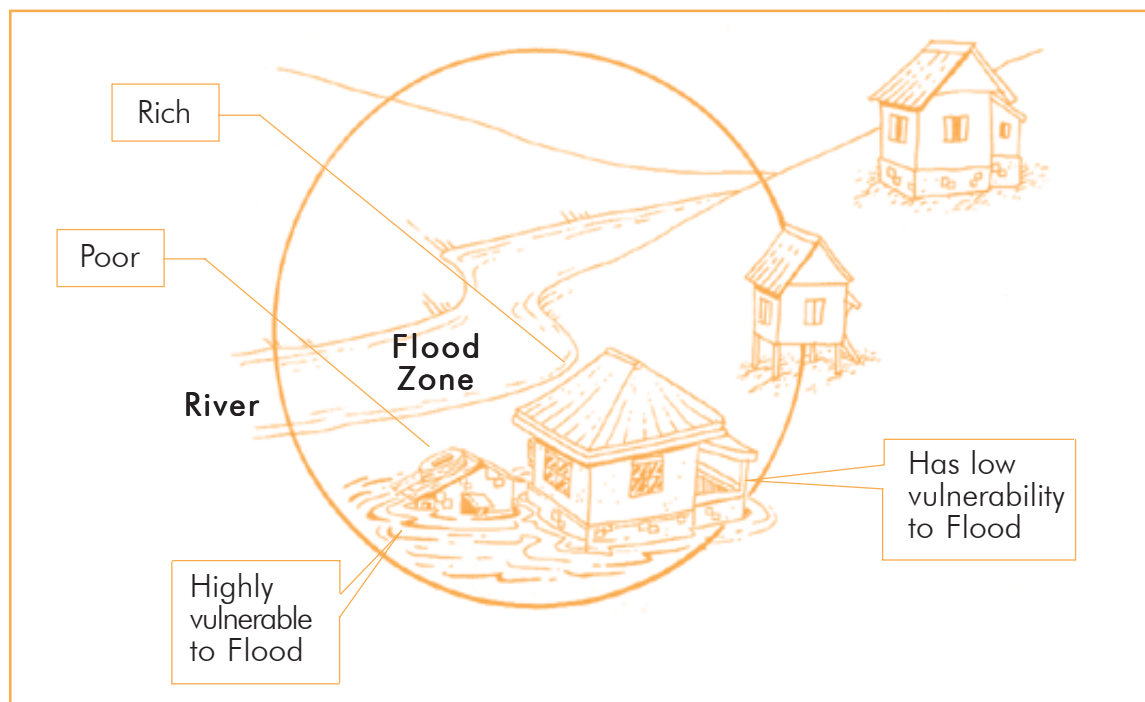 Rich
Poor
Flood
Zone
River
Has low
vulnerability
to Flood
Highly
vulnerable
to Flood